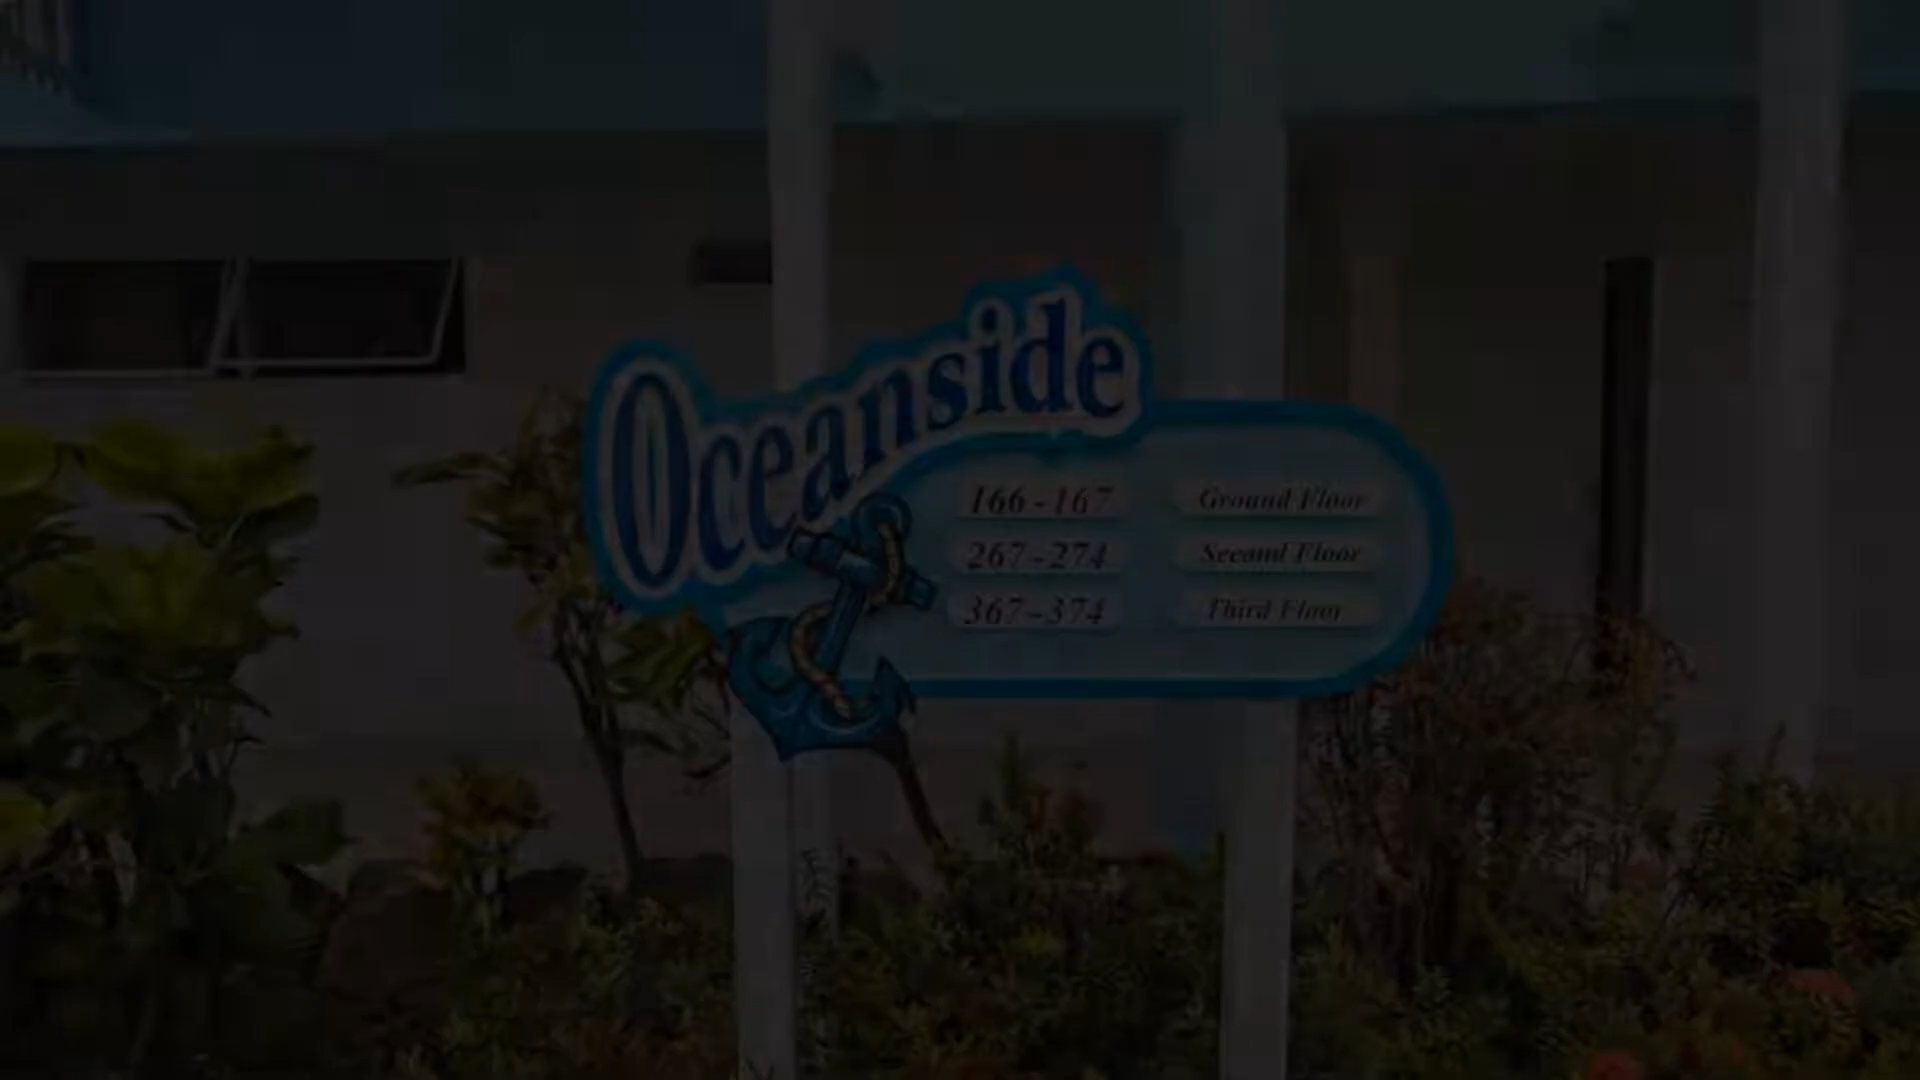 Oceanside
166-167 Ground Floor
267-274 Second Floor
367-374 Third Floor